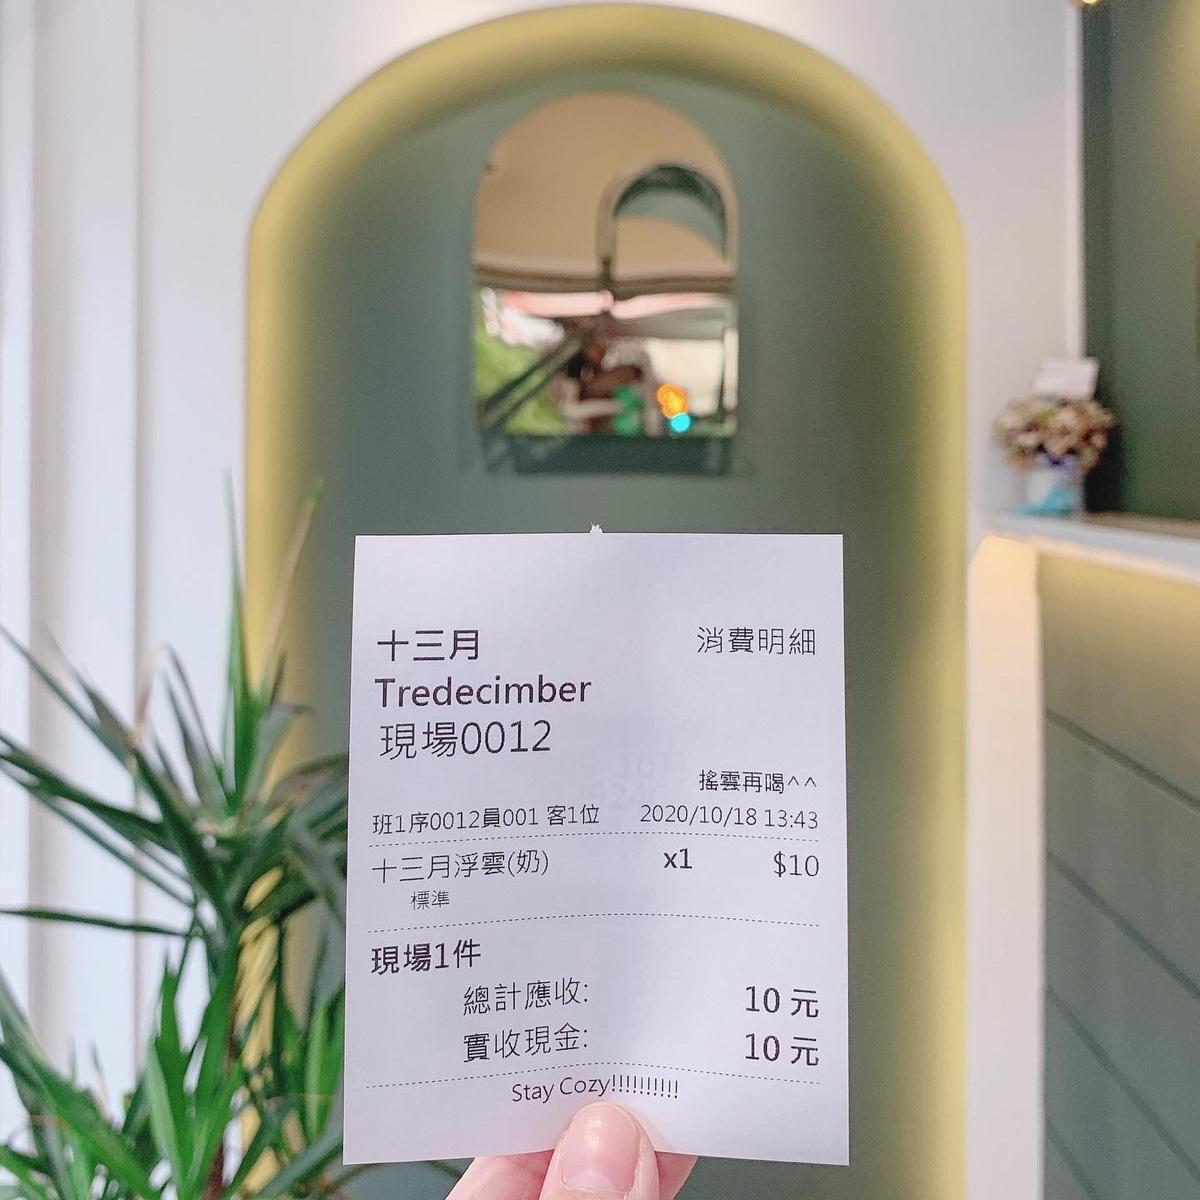 十三月 消費明細
Tredecimber
現場0012
搖雲再喝^^
班1序0012員001 客1位 2020/10/18 13:43
十三月浮雲(奶) x1 $10
標準
現場1件
總計應收: 10 元
實收現金: 10 元
Stay Cozy!!!!!!!!!!